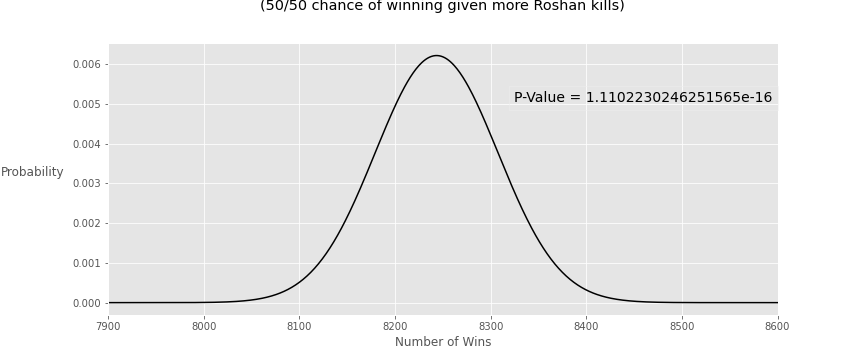 (50/50 chance of winning given more Roshan kills)
0.006
P-Value = 1.1102230246251565e-16
0.005
0.004
Probability
0.003
0.002
0.001
0.000
7900 8000 8100 8200 8300 8400 8500 8600
Number of Wins